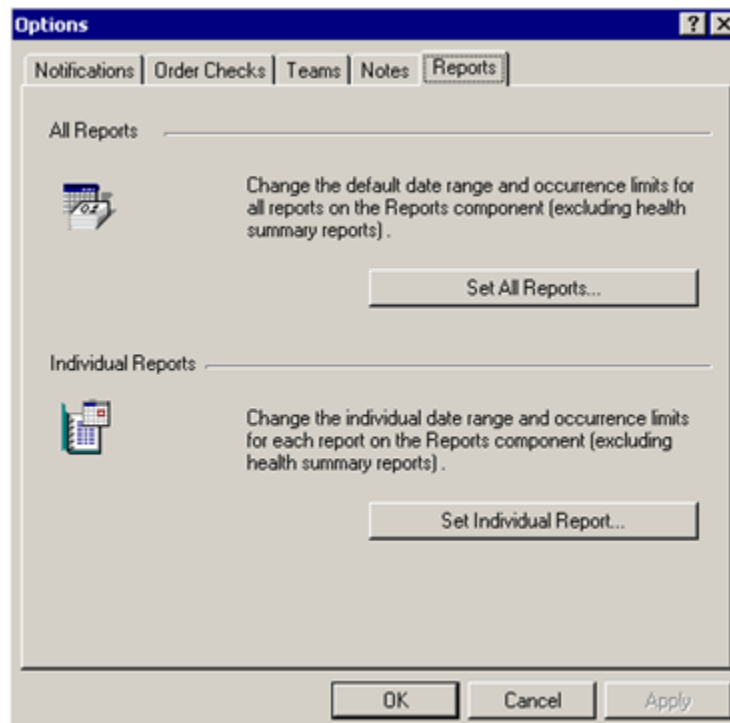 Options
Notifications Order Checks Teams Notes Reports
All Reports
Change the default date range and occurrence limits for
all reports on the Reports component (excluding health
summary reports) .
Set All Reports...
Individual Reports
Change the individual date range and occurrence limits
for each report on the Reports component (excluding
health summary reports) .
Set Individual Report...
OK Cancel Apply